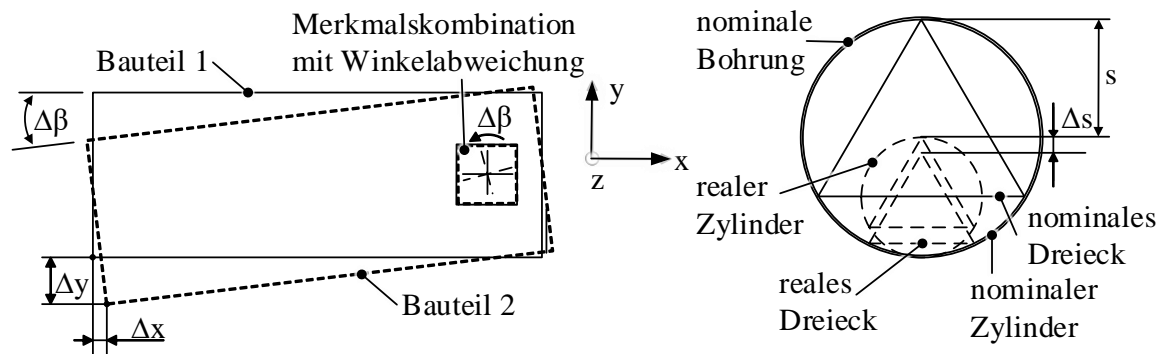 Merkmalskombination
mit Winkelabweichung
Bauteil 1
Δβ
Δβ
y
x
z
Δy
Δx
Bauteil 2
nominale
Bohrung
s
Δs
realer
Zylinder
nominales
Dreieck
reales
Dreieck
nominaler
Zylinder